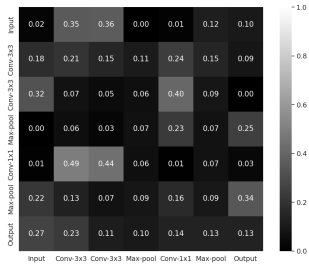 Input 0.02 0.35 0.36 0.00 0.01 0.12 0.10
Conv-3x3 0.18 0.21 0.15 0.11 0.24 0.15 0.09
Conv-3x3 0.32 0.07 0.05 0.06 0.40 0.09 0.00
Max-pool 0.00 0.06 0.03 0.07 0.23 0.07 0.25
Conv-1x1 0.01 0.49 0.44 0.06 0.01 0.07 0.03
Max-pool 0.22 0.13 0.07 0.09 0.16 0.09 0.34
Output 0.27 0.23 0.11 0.10 0.14 0.13 0.13
Input Conv-3x3 Conv-3x3 Max-pool Conv-1x1 Max-pool Output
1.0
0.8
0.6
0.4
0.2
0.0